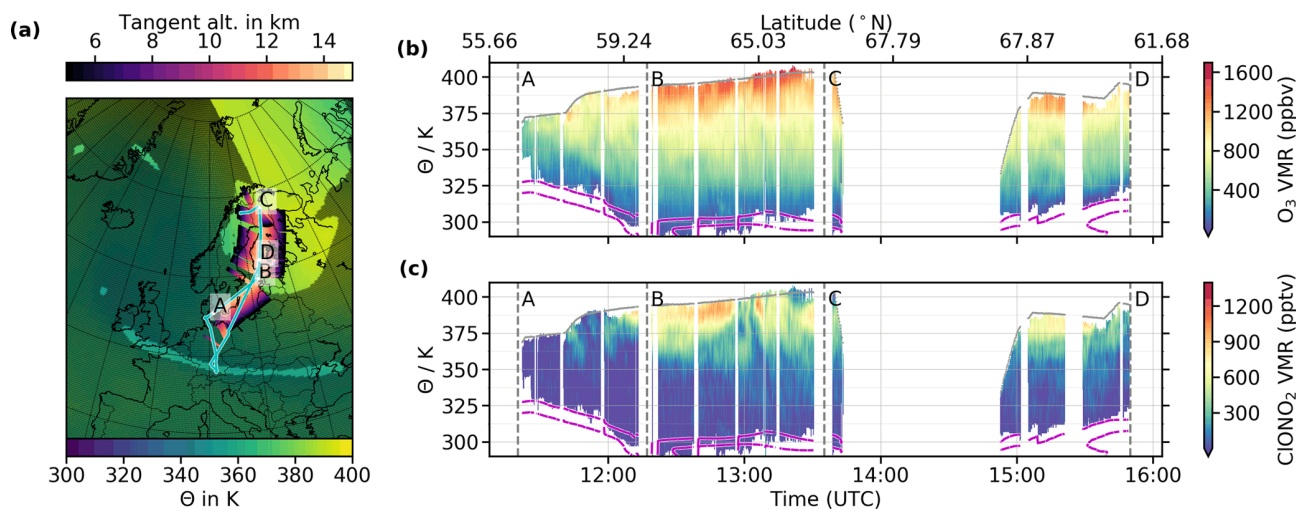 (a)
Tangent alt. in km
6 8 10 12 14
C
D
B
A
300 320 340 360 380 400
Θ in K
Latitude (°N)
55.66 59.24 65.03 67.79 67.87 61.68
(b)
A B C D
400
375
350
325
300
Θ / K
1600
1200
800
400
O₃ VMR (ppbv)
(c)
A B C D
400
375
350
325
300
Θ / K
12:00 13:00 14:00 15:00 16:00
Time (UTC)
1200
900
600
300
ClONO₂ VMR (pptv)